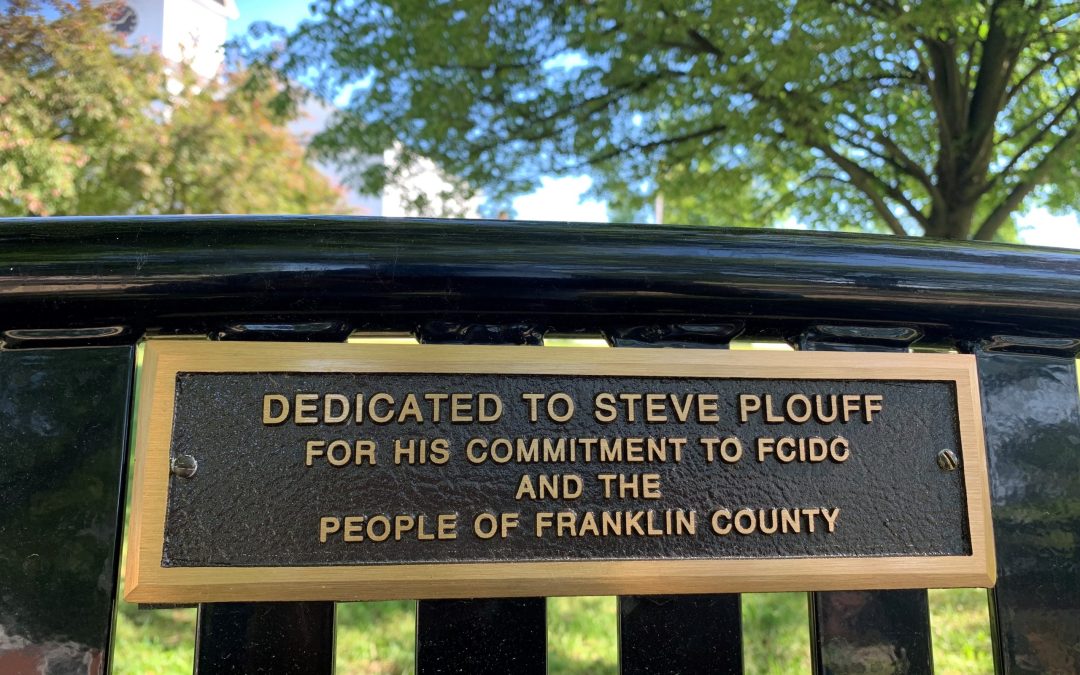 DEDICATED TO STEVE PLOUFF
FOR HIS COMMITMENT TO FCIDC
AND THE
PEOPLE OF FRANKLIN COUNTY